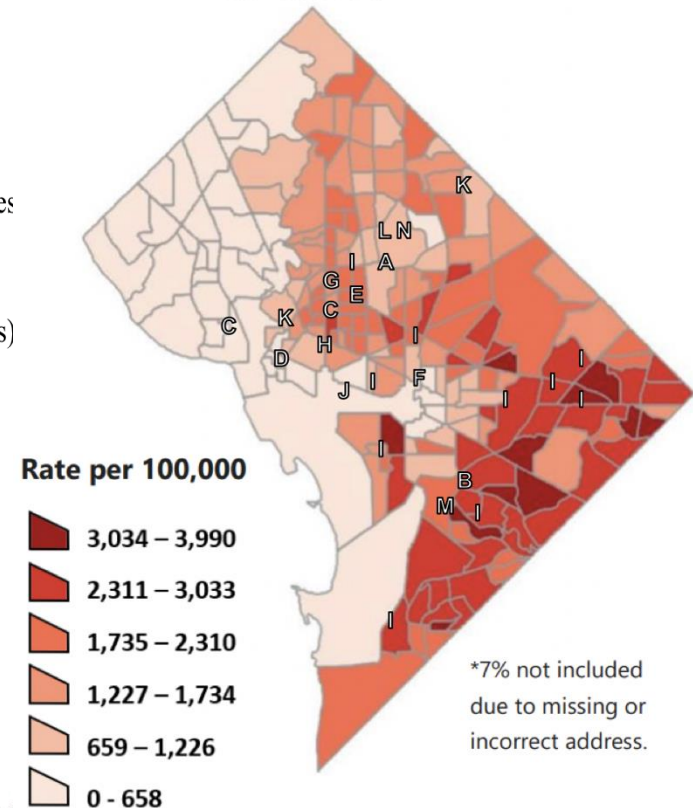 es
s)
K
L N
I A
G
E
C
K
C
H
I
D
I
J I F
I
I
I
I
B
M I
I
Rate per 100,000
3,034 – 3,990
2,311 – 3,033
1,735 – 2,310
1,227 – 1,734
659 – 1,226
0 - 658
*7% not included
due to missing or
incorrect address.